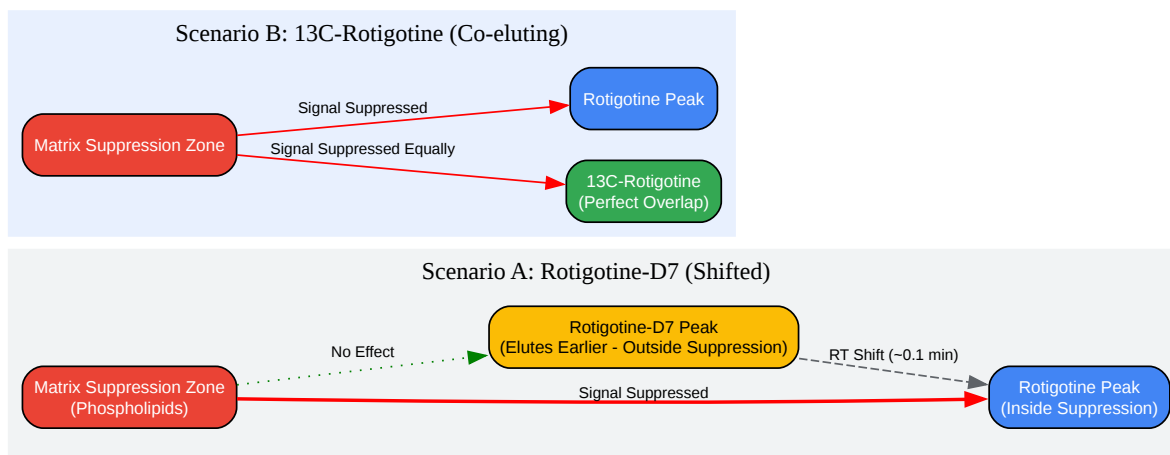 Scenario B: 13C-Rigotine (Co-eluting)
Signal Suppressed
Rotigotine Peak
Matrix Suppression Zone
Signal Suppressed Equally
13C-Rotigotine
(Perfect Overlap)
Scenario A: Rotigotine-D7 (Shifted)
Rotigotine-D7 Peak
(Elutes Earlier - Outside Suppression)
No Effect
RT Shift (~0.1 min)
Matrix Suppression Zone
(Phospholipids)
Signal Suppressed
Rotigotine Peak
(Inside Suppression)